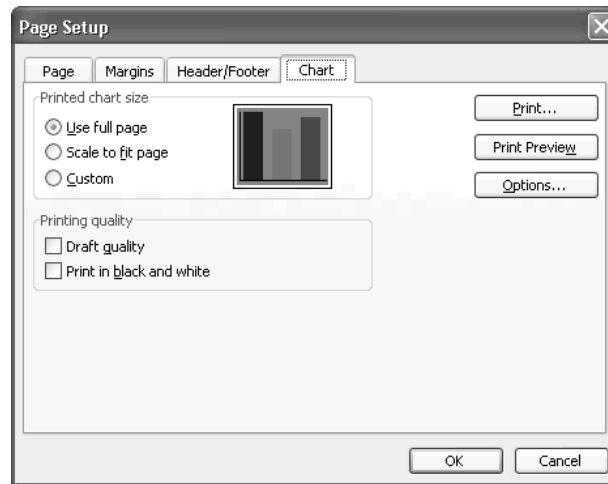 Page Setup
Page Margins Header/Footer Chart
Printed chart size
Use full page
Scale to fit page
Custom
Print...
Print Preview
Options...
Printing quality
Draft quality
Print in black and white
OK Cancel